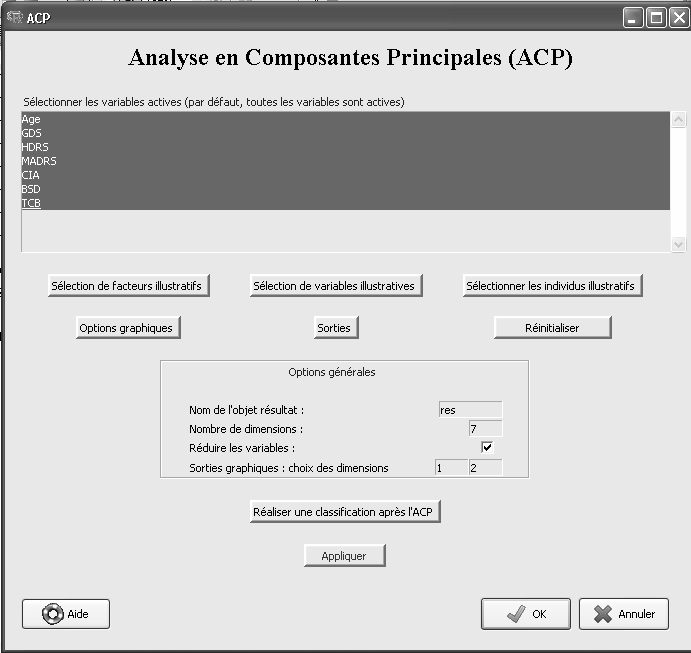 ACP
Analyse en Composantes Principales (ACP)
Sélectionner les variables actives (par défaut, toutes les variables sont actives)
Age
GDS
HDRS
MADRS
CIA
BSD
TCB
Sélection de facteurs illustratifs
Sélection de variables illustratives
Sélectionner les individus illustratifs
Options graphiques
Sorties
Réinitialiser
Options générales
Nom de l'objet résultat : res
Nombre de dimensions : 7
Réduire les variables :
Sorties graphiques : choix des dimensions 1 2
Réaliser une classification après l'ACP
Appliquer
Aide
OK
Annuler